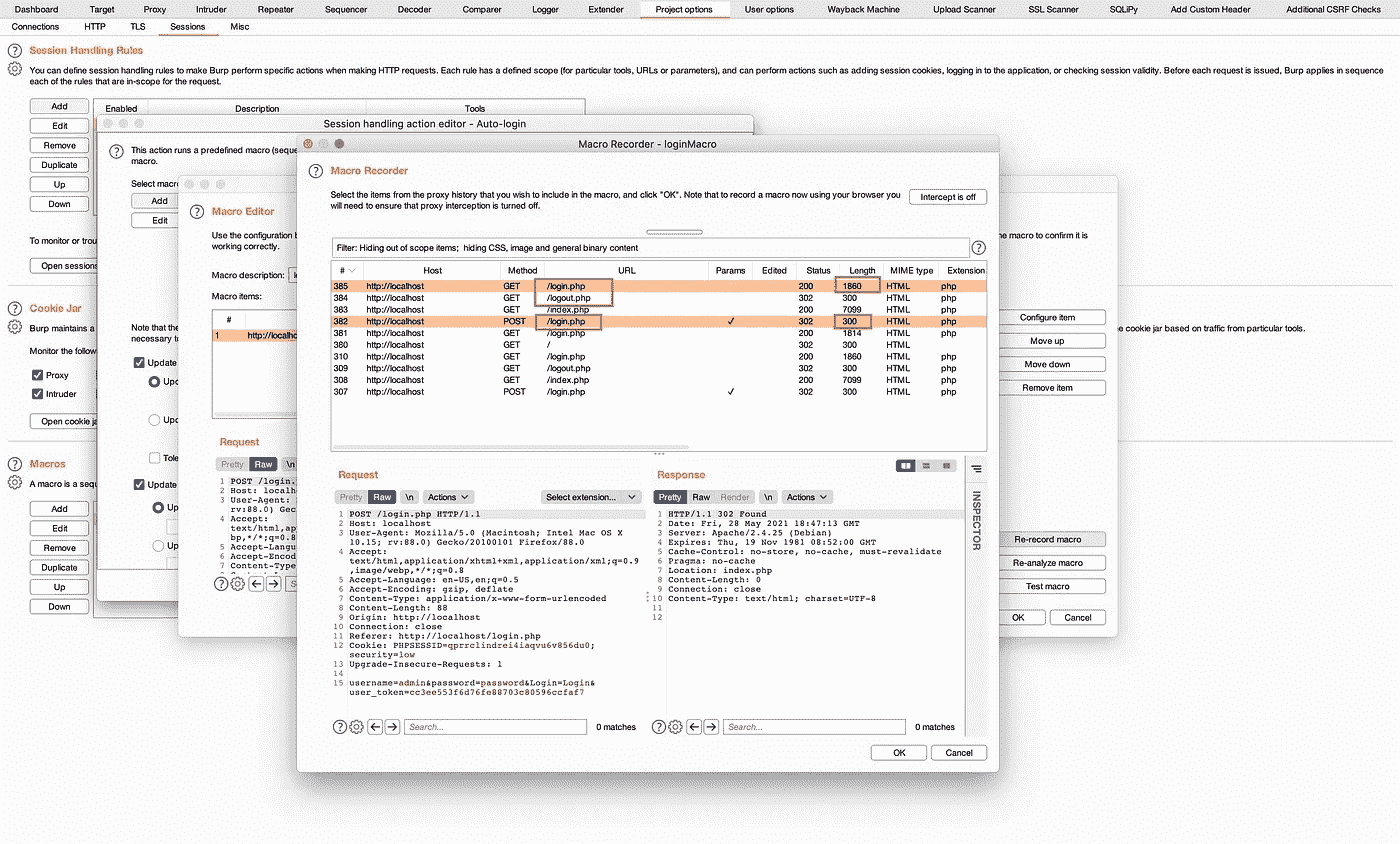 Dashboard Target Proxy Intruder Repeater Sequencer Decoder Comparer Logger Extender Project options User options Wayback Machine Upload Scanner SSL Scanner SQLiPy Add Custom Header Additional CSRF Checks
Connections HTTP TLS Sessions Misc
Session Handling Rules
You can define session handling rules to make Burp perform specific actions when making HTTP requests. Each rule has a defined scope (for particular tools, URLs or parameters), and can perform actions such as adding session cookies, logging in to the application, or checking session validity. Before each request is issued, Burp applies in sequence
each of the rules that are in-scope for the request.
Add
Edit
Remove
Duplicate
Up
Down
Enabled Description Tools
To monitor or trou
Open sessions
Cookie Jar
Burp maintains a
e cookie jar based on traffic from particular tools.
Monitor the follow
Proxy
Intruder
Open cookie ja
Macros
A macro is a sequ
Add
Edit
Remove
Duplicate
Up
Down
Session handling action editor - Auto-login
This action runs a predefined macro (seque
macro.
Select macro
Add
Edit
Note that the
necessary to
Update
Upd
Upd
Tole
Update
Up
Up
Macro Editor
Use the configuration b
ne macro to confirm it is
working correctly.
Macro description: l
Macro items:
#
1 http://localho
Configure item
Move up
Move down
Remove item
Re-record macro
Re-analyze macro
Test macro
OK Cancel
Request
Pretty Raw \n
1 POST /login.
2 Host: localh
3 User-Agent:
rv:88.0) Gec
4 Accept:
text/html,ap
bp,*/*;q=0.8
5 Accept-Langu
6 Accept-Encod
7 Content-Type
Macro Recorder - loginMacro
Macro Recorder
Select the items from the proxy history that you wish to include in the macro, and click "OK". Note that to record a macro now using your browser you
will need to ensure that proxy interception is turned off.
Intercept is off
Filter: Hiding out of scope items; hiding CSS, image and general binary content
# Host Method URL Params Edited Status Length MIME type Extension
385 http://localhost GET /login.php 200 1860 HTML php
384 http://localhost GET /logout.php 302 300 HTML php
383 http://localhost GET /index.php 200 7099 HTML php
382 http://localhost POST /login.php ✓ 302 300 HTML php
381 http://localhost GET /login.php 200 1814 HTML php
380 http://localhost GET / 302 300 HTML
310 http://localhost GET /login.php 200 1860 HTML php
309 http://localhost GET /logout.php 302 300 HTML php
308 http://localhost GET /index.php 200 7099 HTML php
307 http://localhost POST /login.php ✓ 302 300 HTML php
Request
Pretty Raw \n Actions Select extension...
1 POST /login.php HTTP/1.1
2 Host: localhost
3 User-Agent: Mozilla/5.0 (Macintosh; Intel Mac OS X
10.15; rv:88.0) Gecko/20100101 Firefox/88.0
4 Accept:
text/html,application/xhtml+xml,application/xml;q=0.9
,image/webp,*/*;q=0.8
5 Accept-Language: en-US,en;q=0.5
6 Accept-Encoding: gzip, deflate
7 Content-Type: application/x-www-form-urlencoded
8 Content-Length: 88
9 Origin: http://localhost
10 Connection: close
11 Referer: http://localhost/login.php
12 Cookie: PHPSESSID=qprrclindrei4iaqvu6v856du0;
security=low
13 Upgrade-Insecure-Requests: 1
14
15 username=admin&password=password&Login=Login&
user_token=cc3ee553f6d76fe88703c80596ccfaf7
Search... 0 matches
Response
Pretty Raw Render \n Actions
1 HTTP/1.1 302 Found
2 Date: Fri, 28 May 2021 18:47:13 GMT
3 Server: Apache/2.4.25 (Debian)
4 Expires: Thu, 19 Nov 1981 08:52:00 GMT
5 Cache-Control: no-store, no-cache, must-revalidate
6 Pragma: no-cache
7 Location: index.php
8 Content-Length: 0
9 Connection: close
10 Content-Type: text/html; charset=UTF-8
11
12
Search... 0 matches
INSPECTOR
OK Cancel